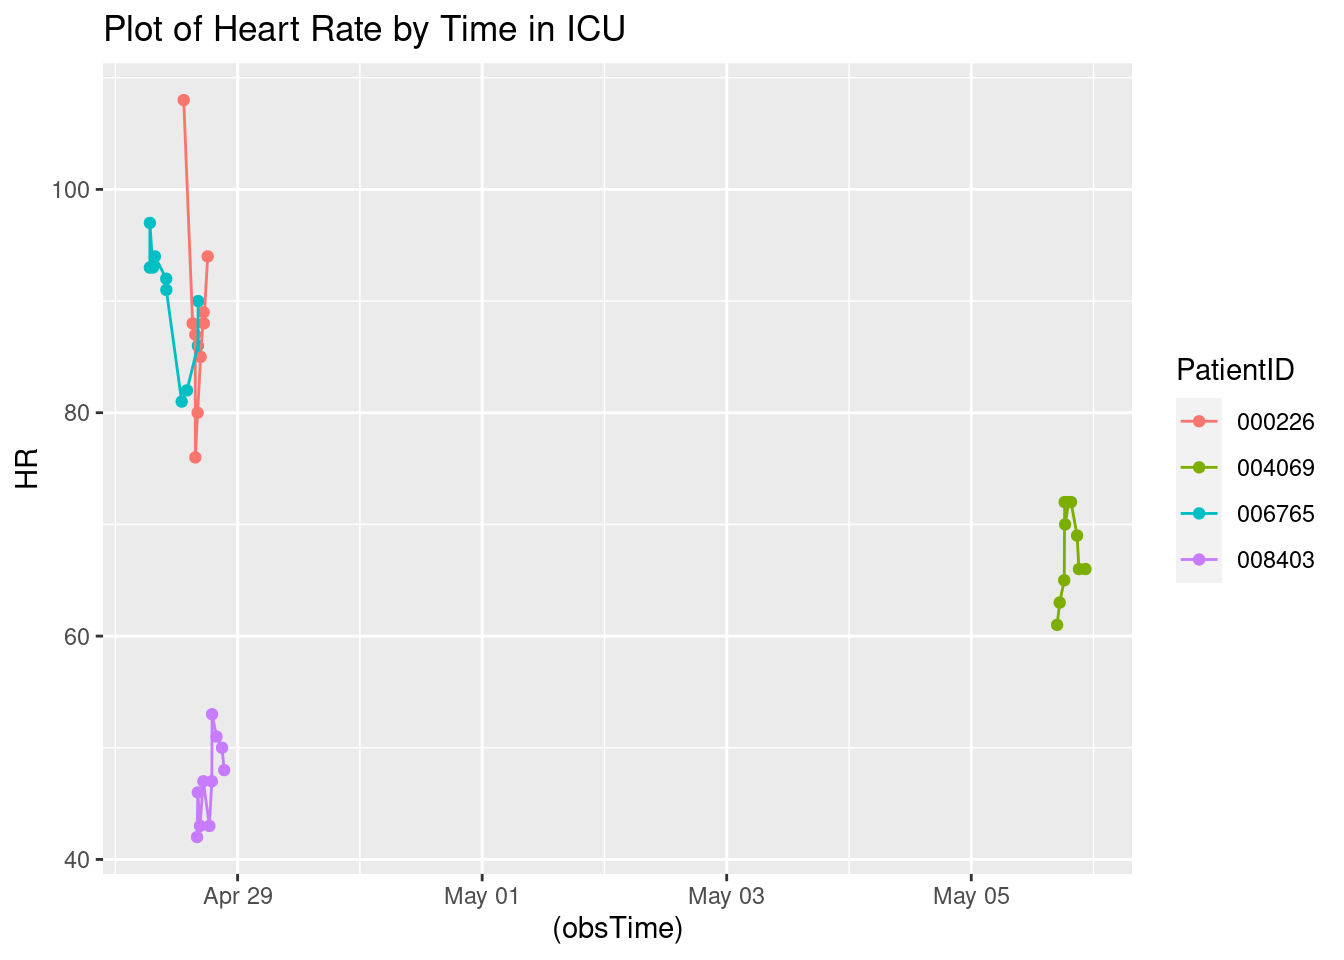 Plot of Heart Rate by Time in ICU
100
80
60
40
HR
Apr 29
May 01
May 03
May 05
(obsTime)
PatientID
000226
004069
006765
008403